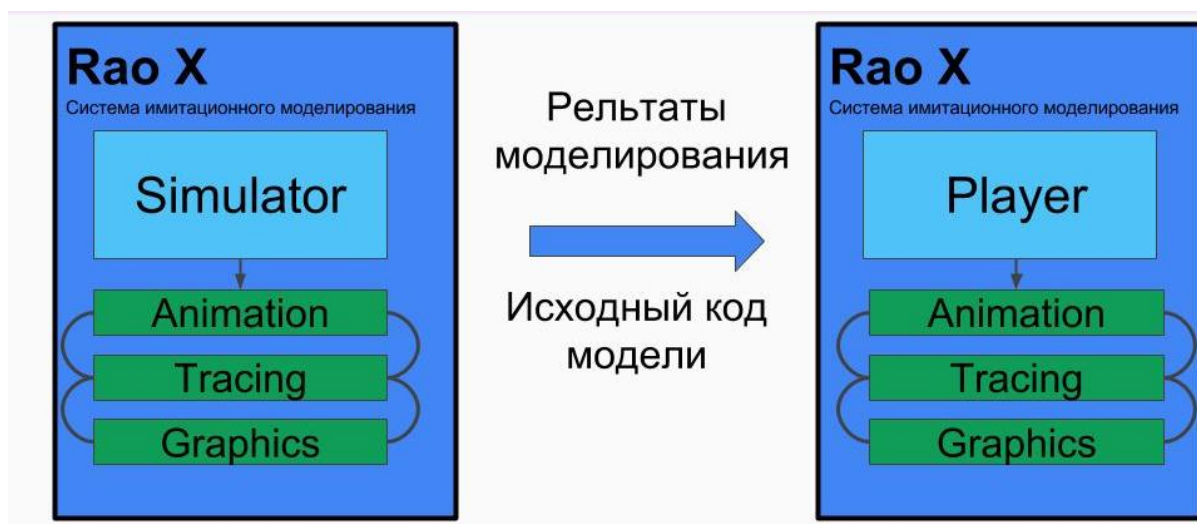 Rao X
Система имитационного моделирования
Simulator
Animation
Tracing
Graphics
Рельтаты
моделирования
Исходный код
модели
Rao X
Система имитационного моделирования
Player
Animation
Tracing
Graphics